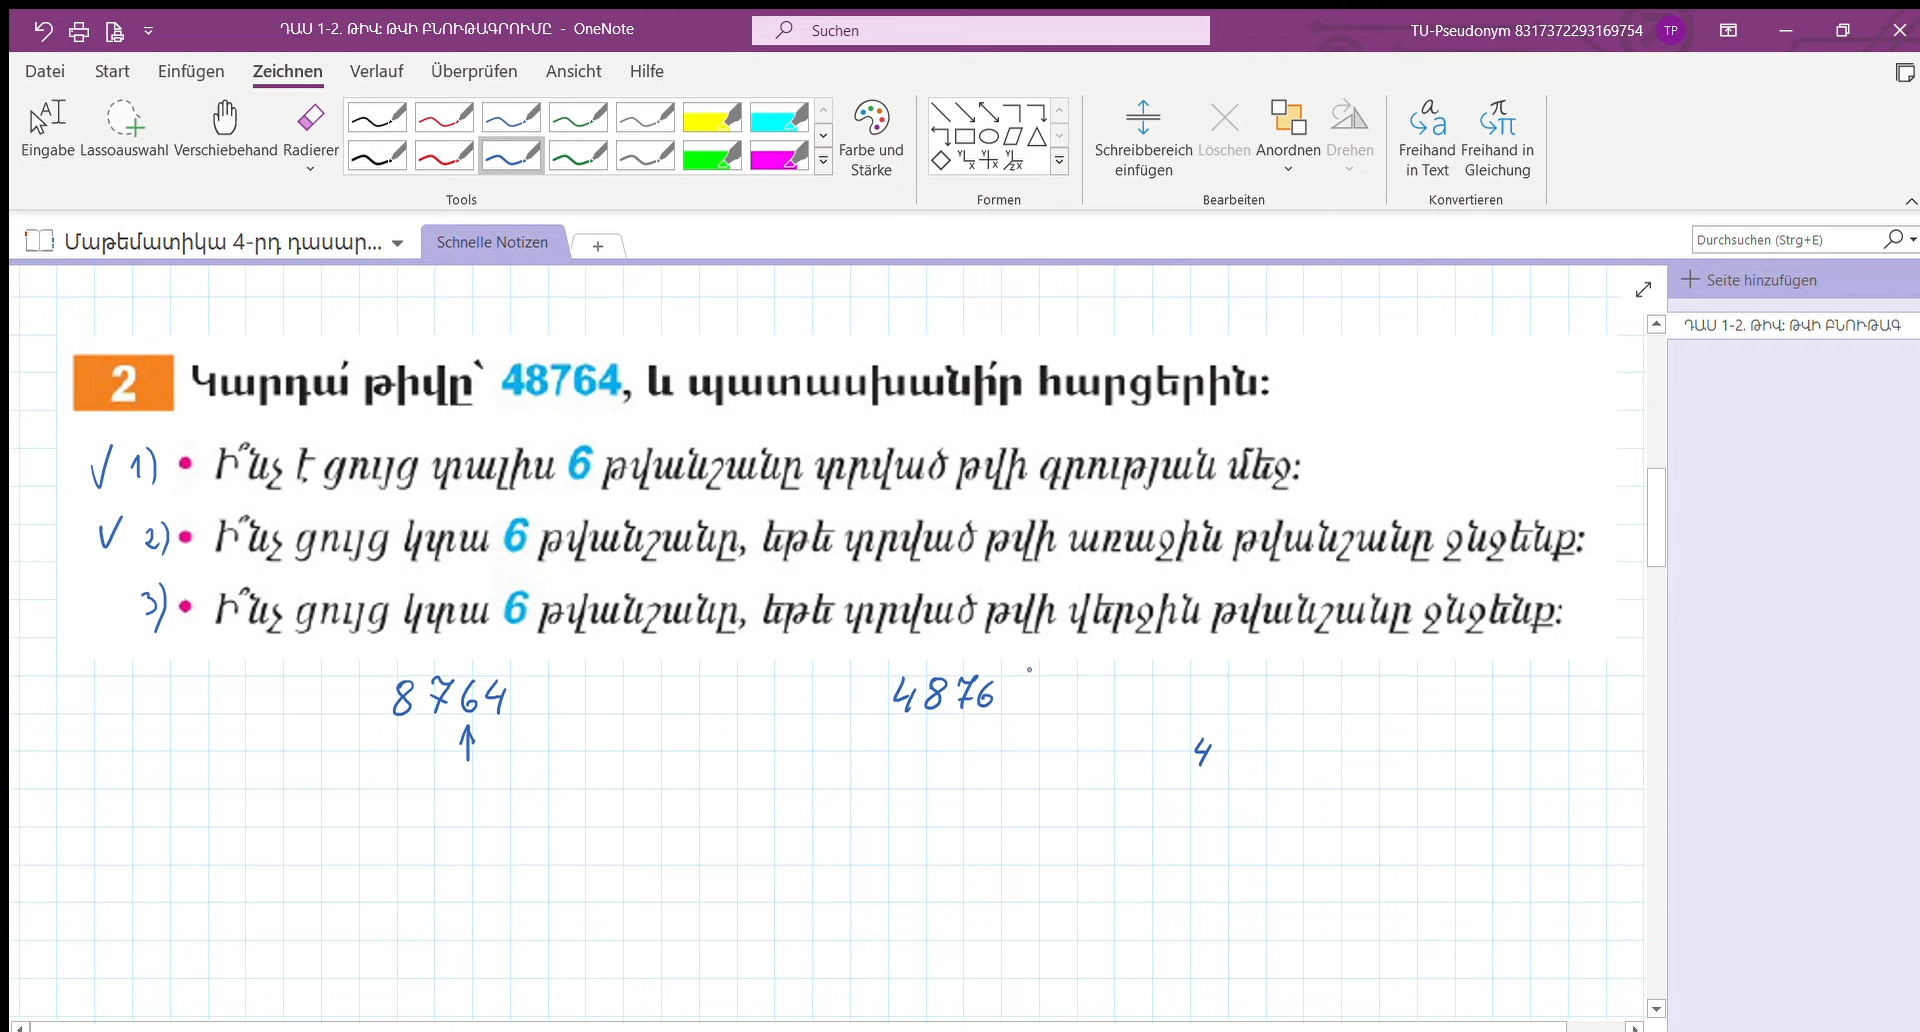 ԴԱՍ 1-2. ԹԻՎ: ԹՎԻ ԲՆՈՒԹԱԳՐՈՒՄԸ - OneNote
Suchen
TU-Pseudonym 8317372293169754
TP
Datei Start Einfügen Zeichnen Verlauf Überprüfen Ansicht Hilfe
Eingabe Lassoauswahl Verschiebehand Radierer
Farbe und Stärke
Schreibbereich einfügen
Löschen Anordnen Drehen
Freihand in Text
Freihand in Gleichung
Tools Formen Bearbeiten Konvertieren
Մաթեմատիկա 4-րդ դասար...
Schnelle Notizen
Durchsuchen (Strg+E)
Seite hinzufügen
ԴԱՍ 1-2. ԹԻՎ: ԹՎԻ ԲՆՈՒԹԱԳ
2 Կարդա՛ թիվը՝ 48764, և պատասխանի՛ր հարցերին:
√ 1) • Ի՞նչ է ցույց տալիս 6 թվանշանը տրված թվի գրության մեջ:
√ 2) • Ի՞նչ ցույց կտա 6 թվանշանը, եթե տրված թվի առաջին թվանշանը ջնջենք:
3) • Ի՞նչ ցույց կտա 6 թվանշանը, եթե տրված թվի վերջին թվանշանը ջնջենք:
8764 4876
4